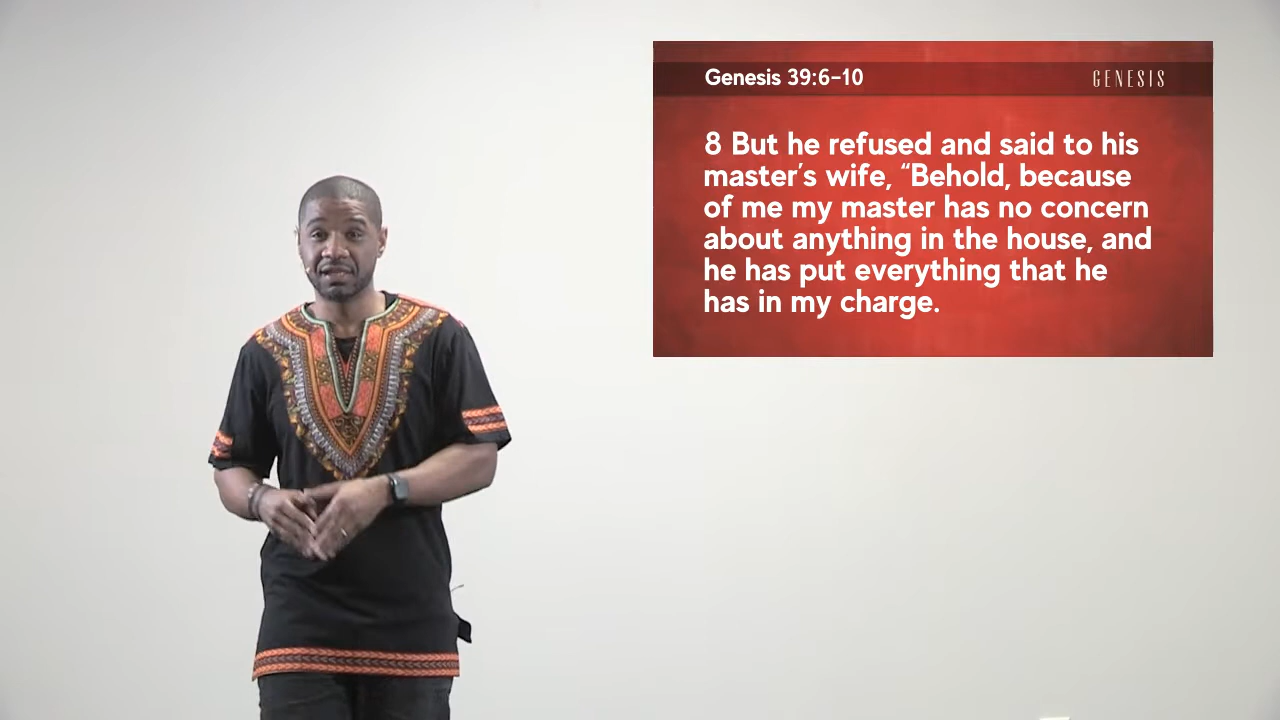 Genesis 39:6–10
GENESIS
8 But he refused and said to his
master’s wife, “Behold, because
of me my master has no concern
about anything in the house, and
he has put everything that he
has in my charge.